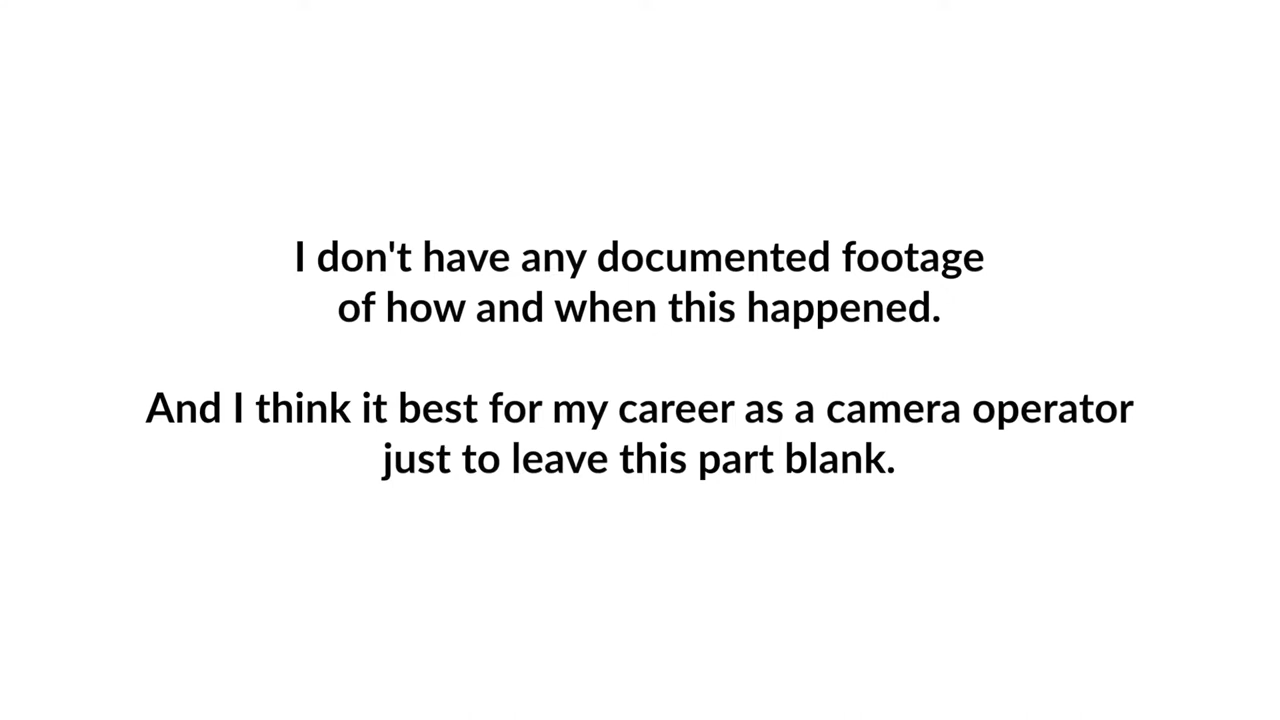 I don't have any documented footage
of how and when this happened.
And I think it best for my career as a camera operator
just to leave this part blank.